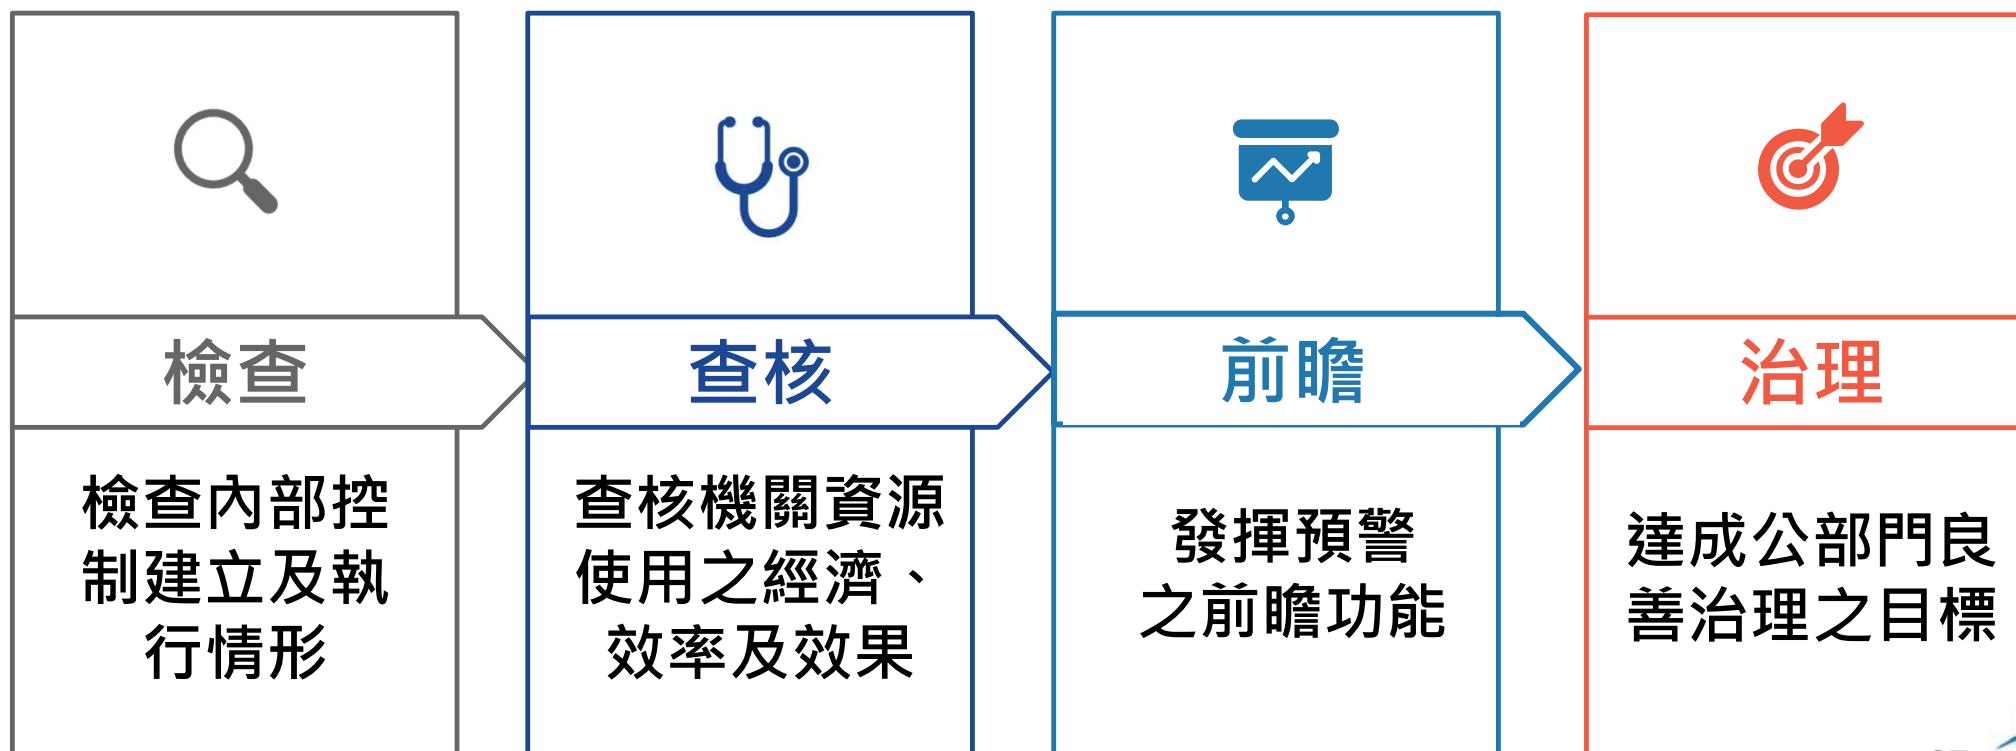 檢查
檢查內部控
制建立及執
行情形
查核
查核機關資源
使用之經濟、
效率及效果
前瞻
發揮預警
之前瞻功能
治理
達成公部門良
善治理之目標